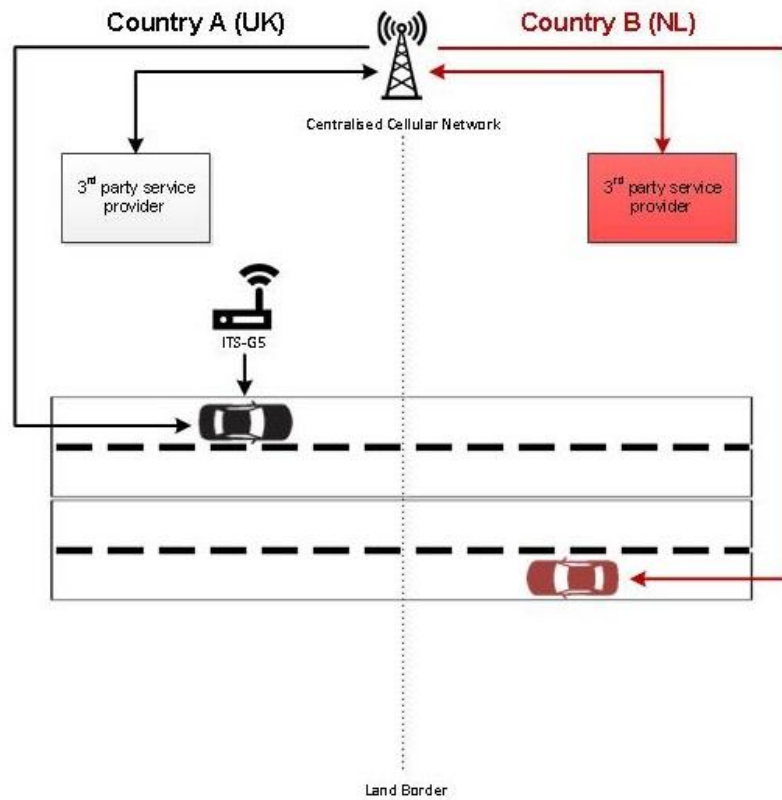 Country A (UK)
Country B (NL)
Centralised Cellular Network
3rd party service
provider
3rd party service
provider
ITS-G5
Land Border